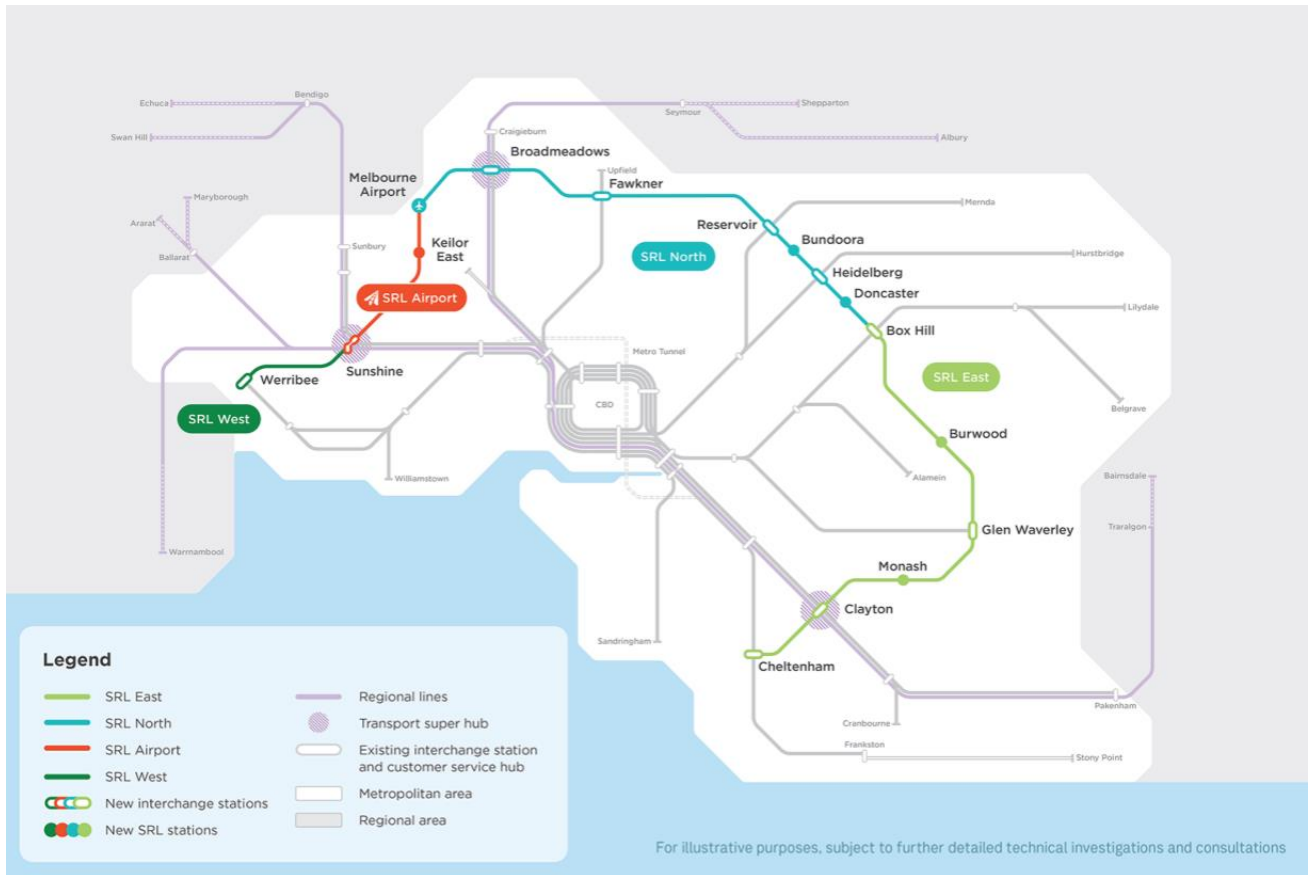 Echuca
Bendigo
Swan Hill
Seymour
Shepparton
Albury
Craigieburn
Broadmeadows
Melbourne
Airport
Upfield
Fawkner
Maryborough
Ararat
Ballarat
Sunbury
Keilor
East
Mernda
Reservoir
Bundoora
SRL North
Hurstbridge
Heidelberg
Doncaster
SRL Airport
Lilydale
Box Hill
Metro Tunnel
Werribee
Sunshine
SRL East
CBD
SRL West
Belgrave
Burwood
Williamstown
Alamein
Bairnsdale
Traralgon
Glen Waverley
Warrnambool
Monash
Clayton
Sandringham
Cheltenham
Pakenham
Cranbourne
Frankston
Stony Point
Legend
SRL East
SRL North
SRL Airport
SRL West
New interchange stations
New SRL stations
Regional lines
Transport super hub
Existing interchange station
and customer service hub
Metropolitan area
Regional area
For illustrative purposes, subject to further detailed technical investigations and consultations